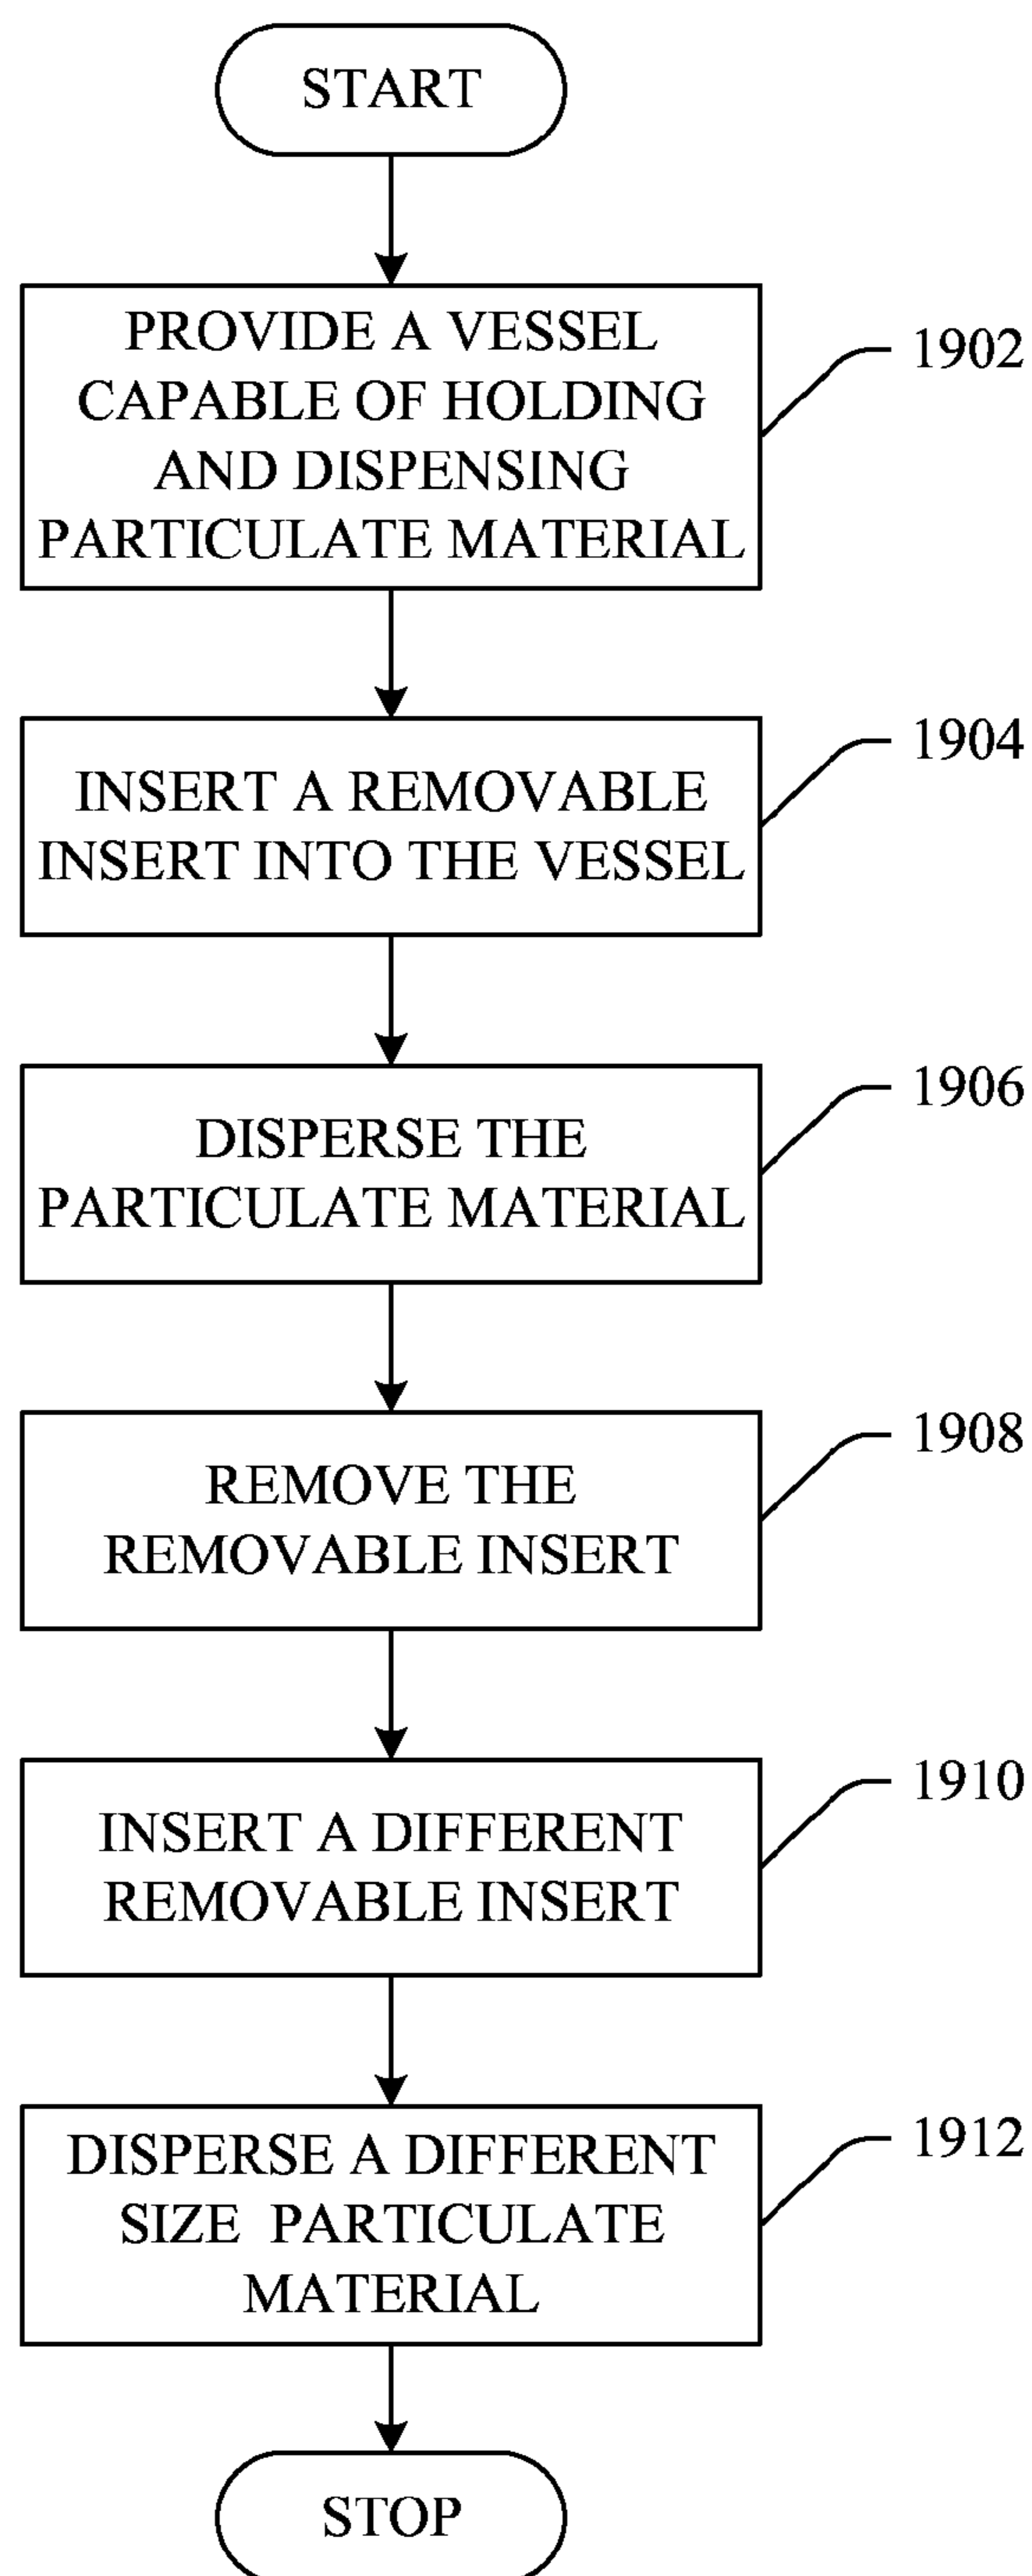 START
PROVIDE A VESSEL
CAPABLE OF HOLDING
AND DISPENSING
PARTICULATE MATERIAL
1902
INSERT A REMOVABLE
INSERT INTO THE VESSEL
1904
DISPERSE THE
PARTICULATE MATERIAL
1906
REMOVE THE
REMOVABLE INSERT
1908
INSERT A DIFFERENT
REMOVABLE INSERT
1910
DISPERSE A DIFFERENT
SIZE PARTICULATE
MATERIAL
1912
STOP